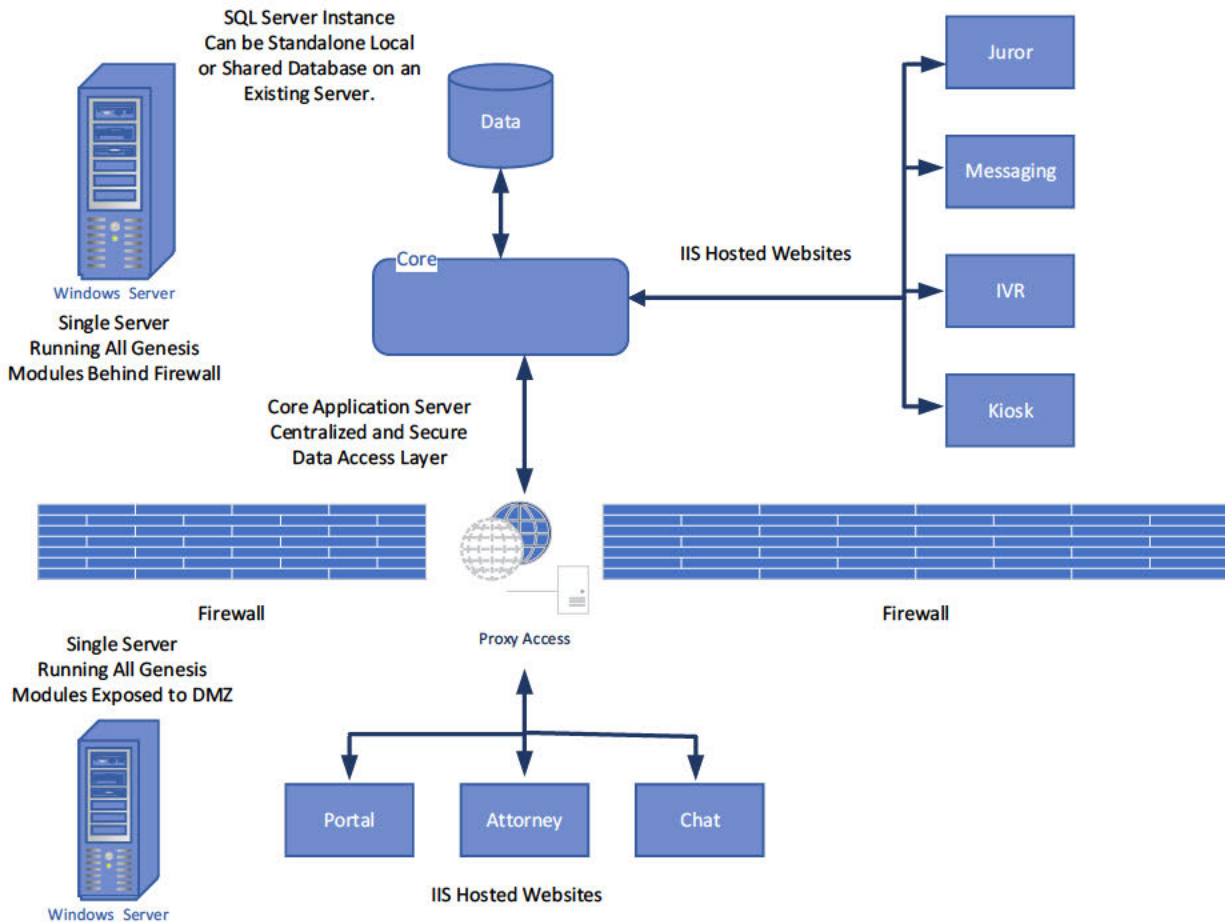 SQL Server Instance
Can be Standalone Local
or Shared Database on an
Existing Server.
Data
Juror
Messaging
Core
IIS Hosted Websites
IVR
Windows Server
Single Server
Running All Genesis
Modules Behind Firewall
Kiosk
Core Application Server
Centralized and Secure
Data Access Layer
Firewall
Firewall
Proxy Access
Single Server
Running All Genesis
Modules Exposed to DMZ
Portal
Attorney
Chat
IIS Hosted Websites
Windows Server